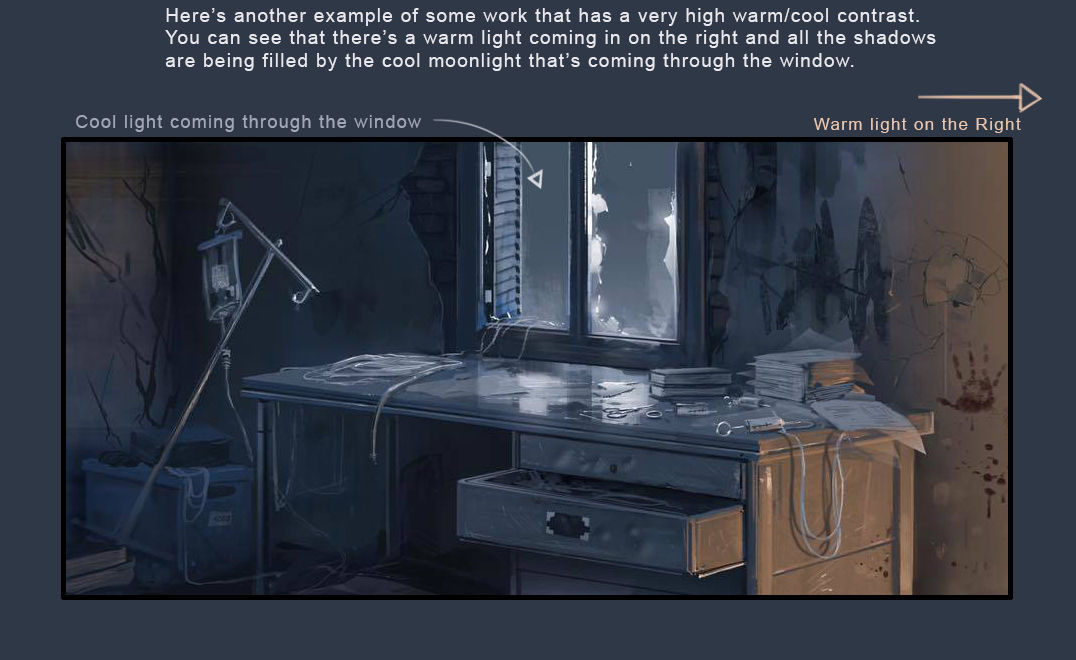 Here's another example of some work that has a very high warm/cool contrast.
You can see that there's a warm light coming in on the right and all the shadows
are being filled by the cool moonlight that's coming through the window.
Cool light coming through the window
Warm light on the Right